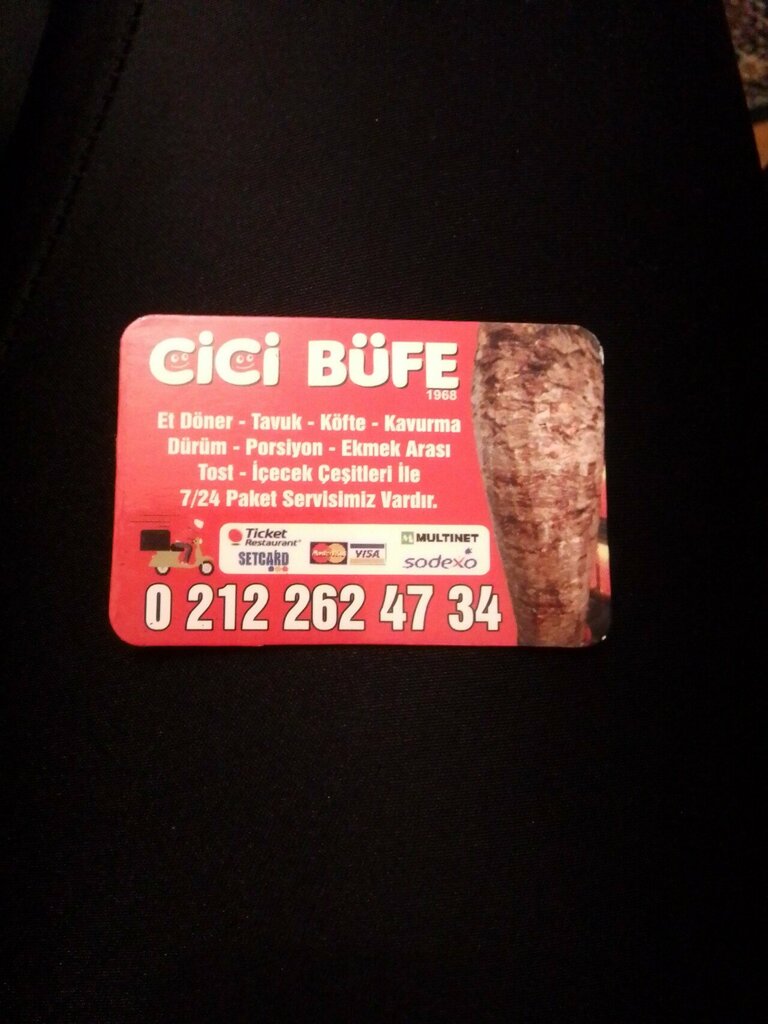 CiCi BÜFE
1968
Et Döner - Tavuk - Köfte - Kavurma
Dürüm - Porsiyon - Ekmek Arası
Tost - İçecek Çeşitleri İle
7/24 Paket Servisimiz Vardır.
Ticket
Restaurant
SETCARD
MasterCard
VISA
MULTINET
sodexo
0 212 262 47 34